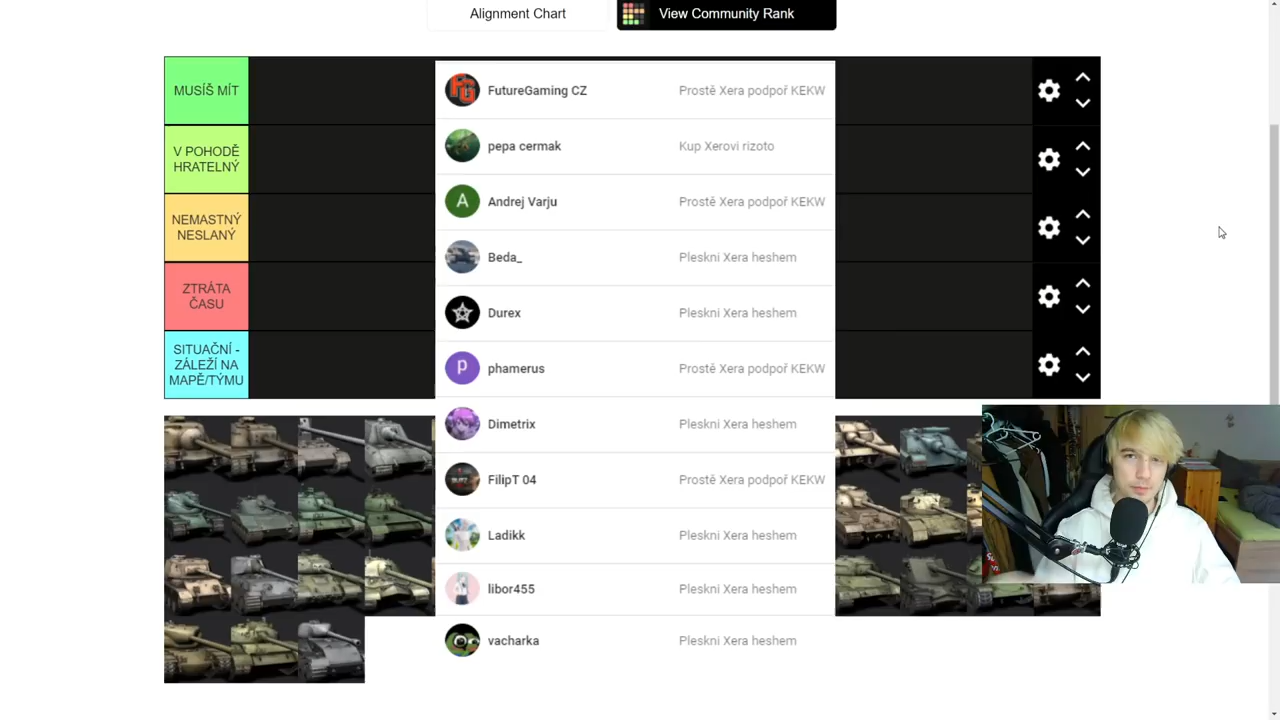 Alignment Chart
View Community Rank
MUSÍŠ MÍT
V POHODĚ
HRATELNÝ
NEMASTNÝ
NESLANÝ
ZTRÁTA
ČASU
SITUAČNÍ -
ZÁLEŽÍ NA
MAPĚ/TÝMU
FG
FutureGaming CZ Prostě Xera podpoř KEKW
pepa cermak Kup Xerovi rizoto
A
Andrej Varju Prostě Xera podpoř KEKW
Beda_ Pleskni Xera heshem
Durex Pleskni Xera heshem
p
phamerus Prostě Xera podpoř KEKW
Dimetrix Pleskni Xera heshem
FilipT 04 Prostě Xera podpoř KEKW
Ladikk Pleskni Xera heshem
libor455 Pleskni Xera heshem
vacharka Pleskni Xera heshem